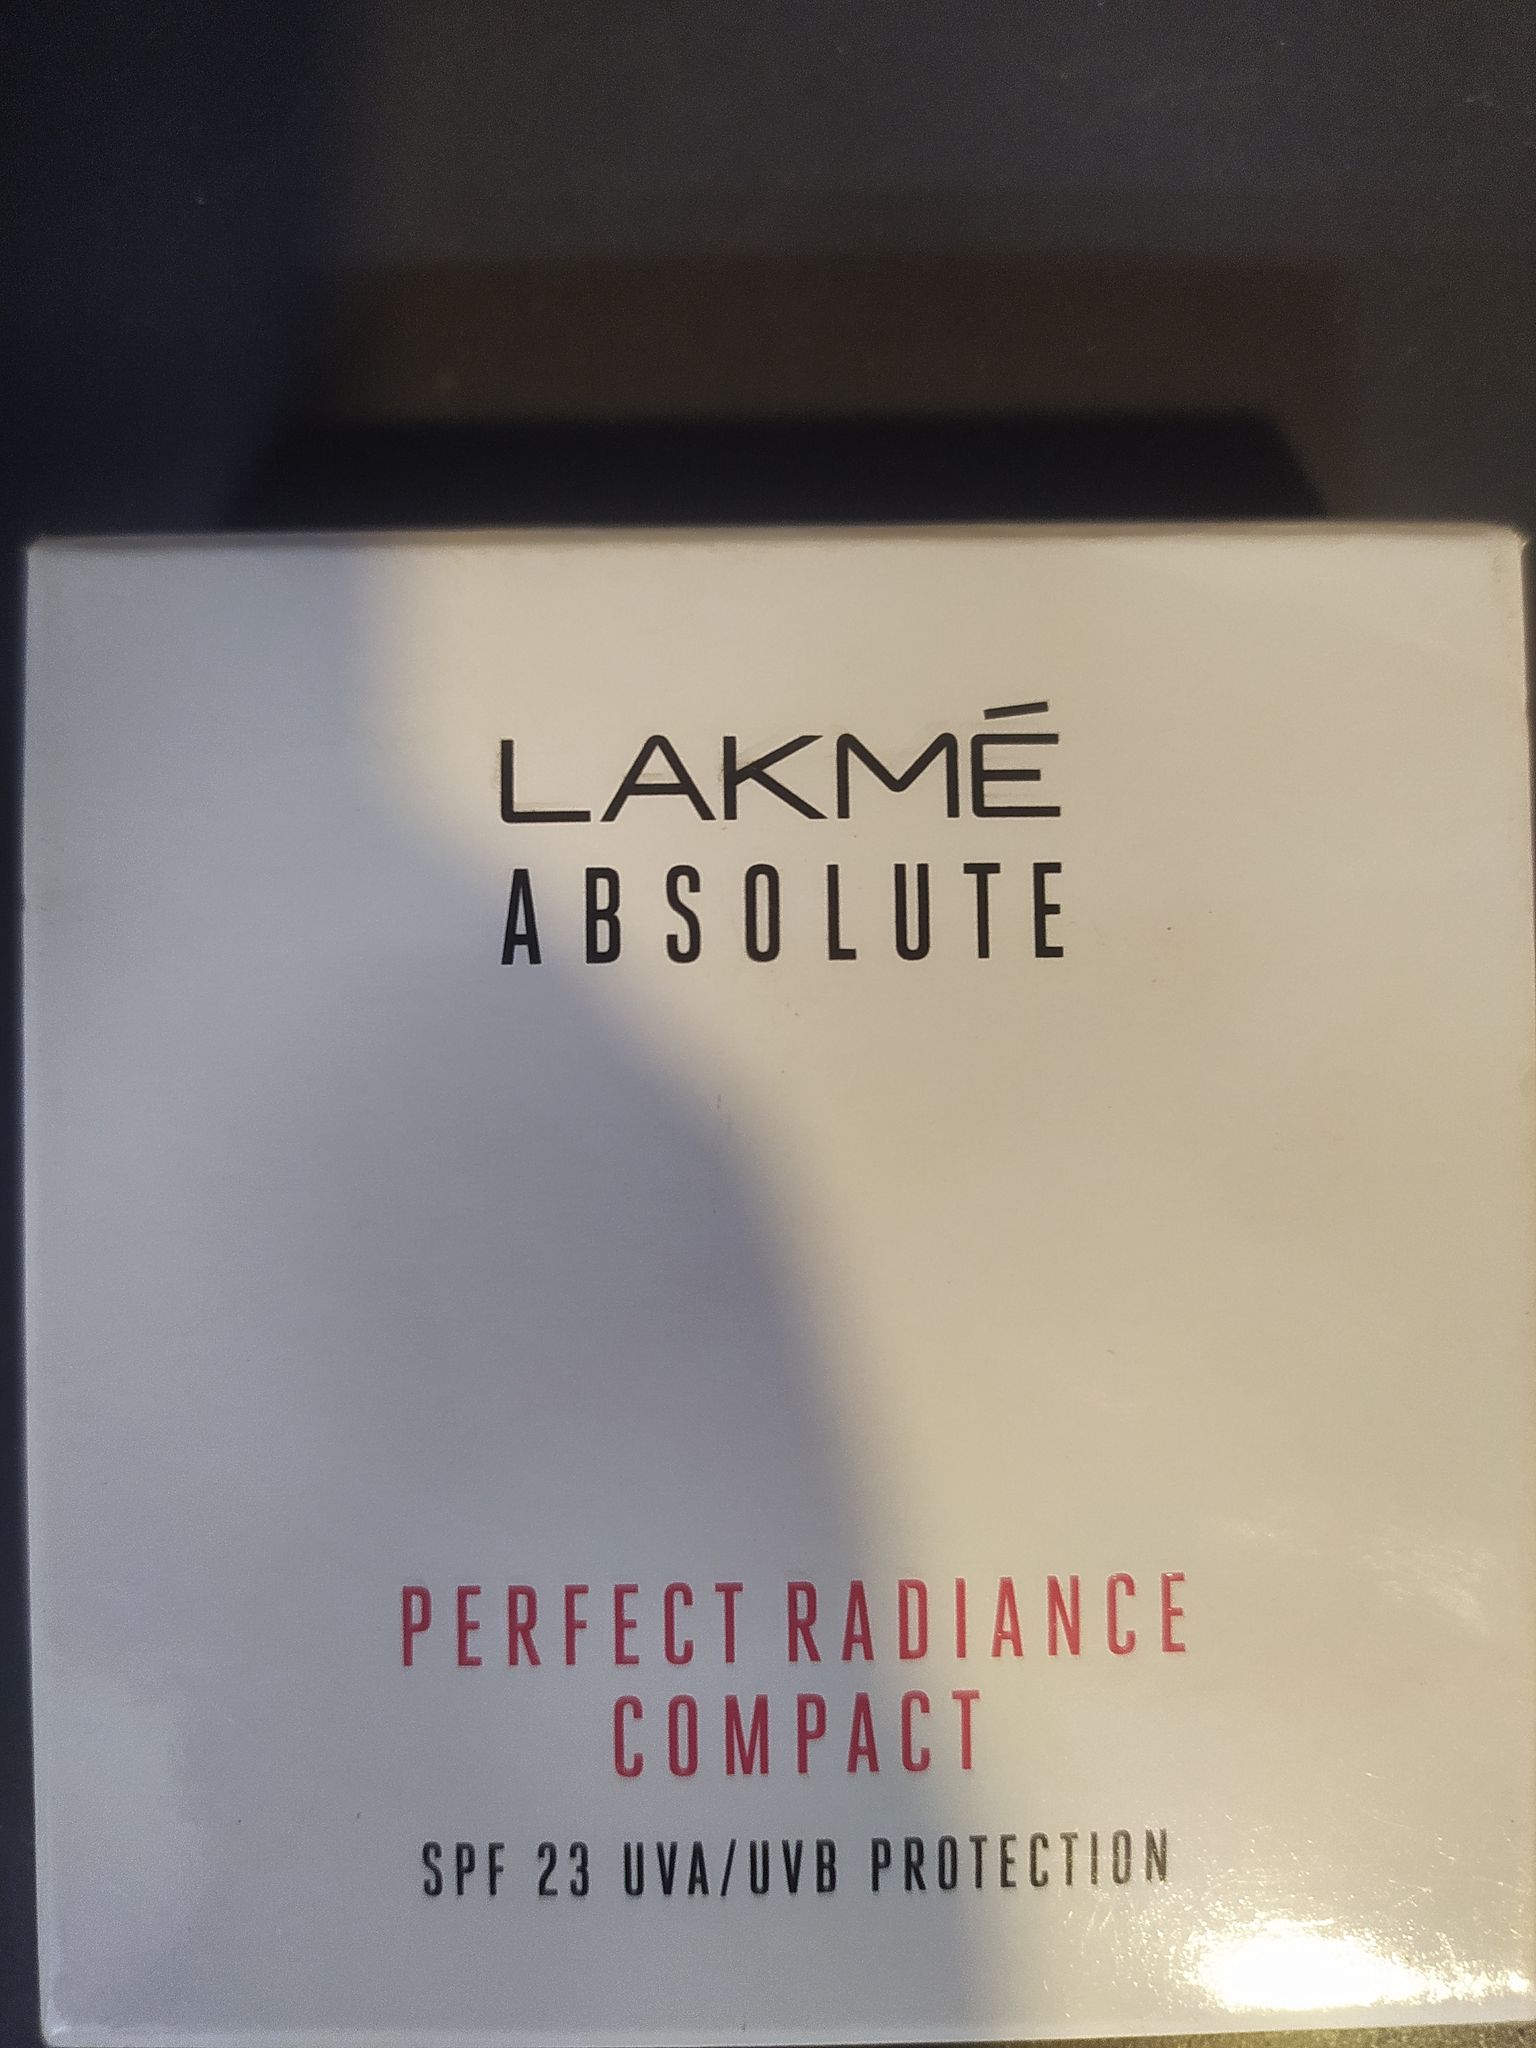 LAKMÉ
ABSOLUTE
PERFECT RADIANCE
COMPACT
SPF 23 UVA/UVB PROTECTION